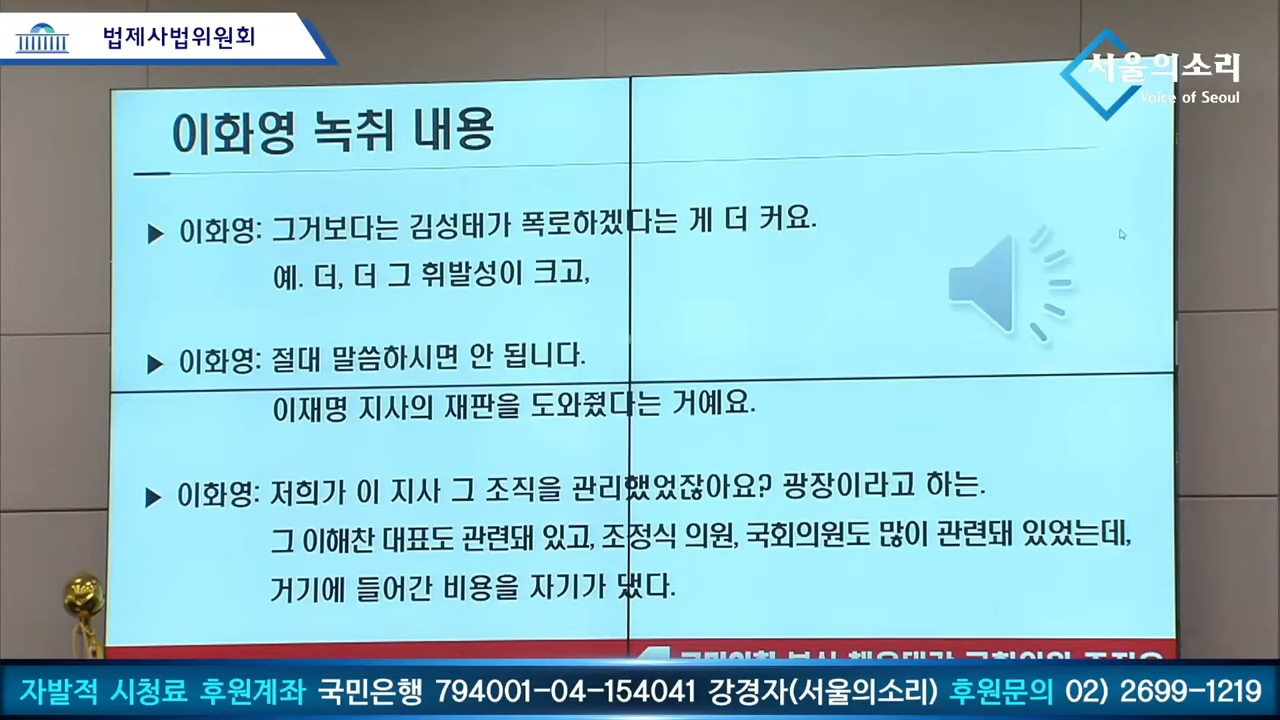 법제사법위원회
서울의소리
Voice of Seoul
이화영 녹취 내용
▶ 이화영: 그거보다는 김성태가 폭로하겠다는 게 더 커요.
예. 더, 더 그 휘발성이 크고,
▶ 이화영: 절대 말씀하시면 안 됩니다.
이재명 지사의 재판을 도와줬다는 거예요.
▶ 이화영: 저희가 이 지사 그 조직을 관리했었잖아요? 광장이라고 하는.
그 이해찬 대표도 관련돼 있고, 조정식 의원, 국회의원도 많이 관련돼 있었는데,
거기에 들어간 비용을 자기가 댔다.
자발적 시청료 후원계좌 국민은행 794001-04-154041 강경자(서울의소리) 후원문의 02) 2699-1219